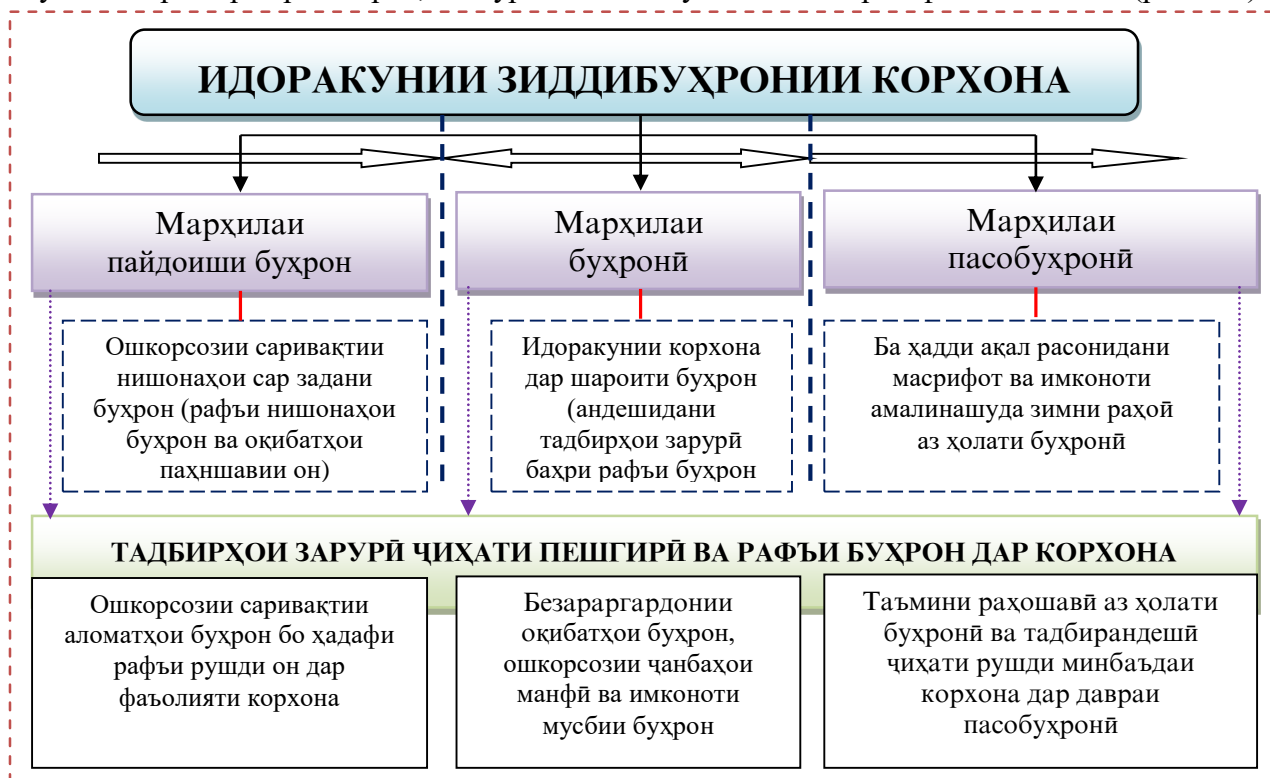 ИДОРАКУНИИ ЗИДДИБУҲРОНИИ КОРХОНА
Марҳилаи
пайдоиши буҳрон
Марҳилаи
буҳронӣ
Марҳилаи
пасобуҳронӣ
Ошкорсозии саривақтии
нишонаҳои сар задани
буҳрон (рафъи нишонаҳои
буҳрон ва оқибатҳои
паҳншавии он)
Идоракунии корхона
дар шароити буҳрон
(андешидани
тадбирҳои зарурӣ
баҳри рафъи буҳрон
Ба ҳадди ақал расонидани
масрифот ва имконоти
амалинашуда зимни раҳоӣ
аз ҳолати буҳронӣ
ТАДБИРҲОИ ЗАРУРӢ ҶИҲАТИ ПЕШГИРӢ ВА РАФЪИ БУҲРОН ДАР КОРХОНА
Ошкорсозии саривақтии
аломатҳои буҳрон бо ҳадафи
рафъи рушди он дар
фаъолияти корхона
Безараргардонии
оқибатҳои буҳрон,
ошкорсозии ҷанбаҳои
манфӣ ва имконоти
мусбии буҳрон
Таъмини раҳошавӣ аз ҳолати
буҳронӣ ва тадбирандешӣ
ҷиҳати рушди минбаъдаи
корхона дар давраи
пасобуҳронӣ